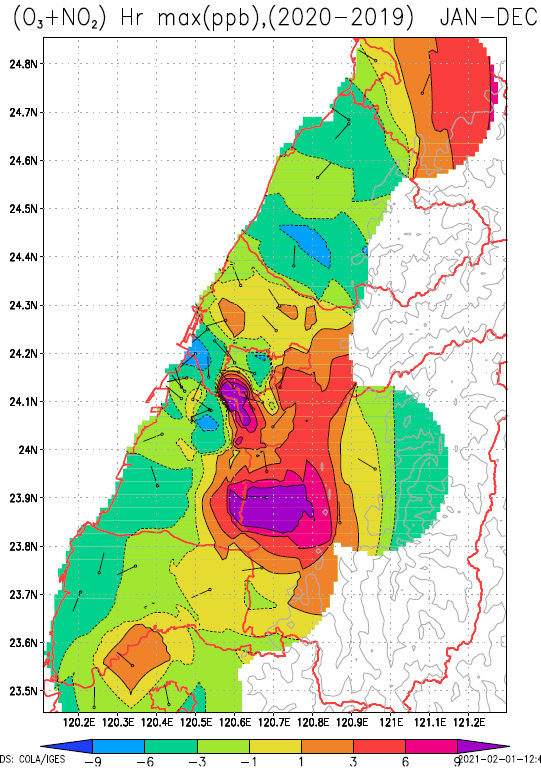 (O₃+NO₂) Hr max(ppb),(2020−2019) JAN−DEC
24.8N
24.7N
24.6N
24.5N
24.4N
24.3N
24.2N
24.1N
24N
23.9N
23.8N
23.7N
23.6N
23.5N
120.2E 120.3E 120.4E 120.5E 120.6E 120.7E 120.8E 120.9E 121E 121.1E 121.2E
−9 −6 −3 −1 1 3 6 9
DS: COLA/IGES
2021−02−01−12:4